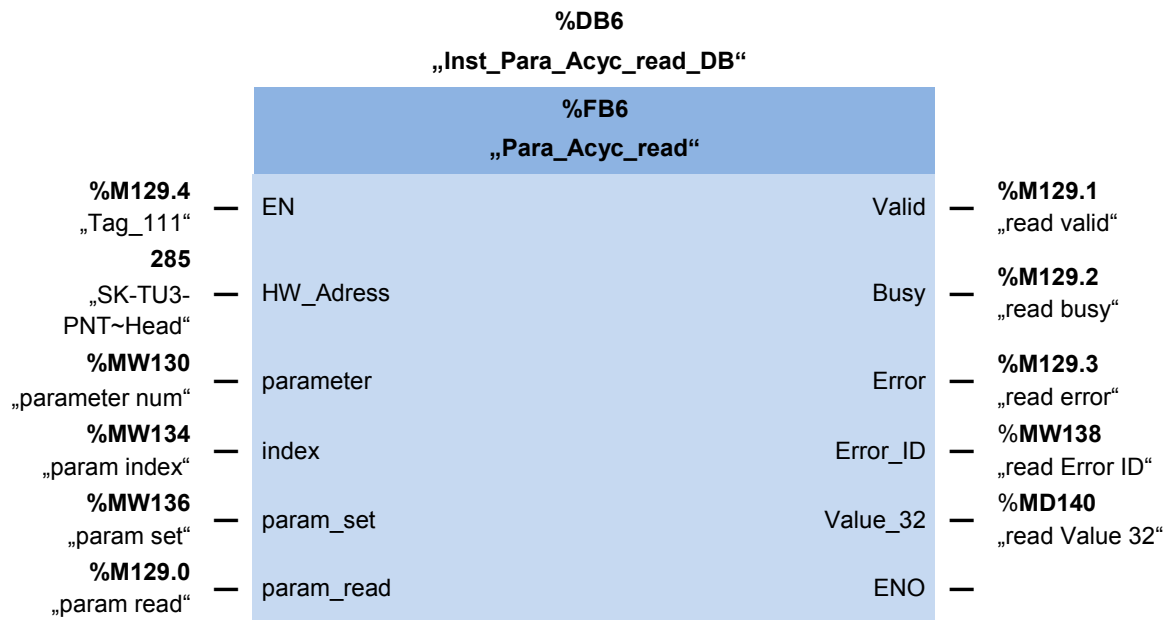 %DB6
„Inst_Para_Acyc_read_DB“
%FB6
„Para_Acyc_read“
%M129.4
„Tag_111“
EN
Valid
%M129.1
„read valid“
285
„SK-TU3-
PNT~Head“
HW_Adress
Busy
%M129.2
„read busy“
%MW130
„parameter num“
parameter
Error
%M129.3
„read error“
%MW134
„param index“
index
Error_ID
%MW138
„read Error ID“
%MW136
„param set“
param_set
Value_32
%MD140
„read Value 32“
%M129.0
„param read“
param_read
ENO